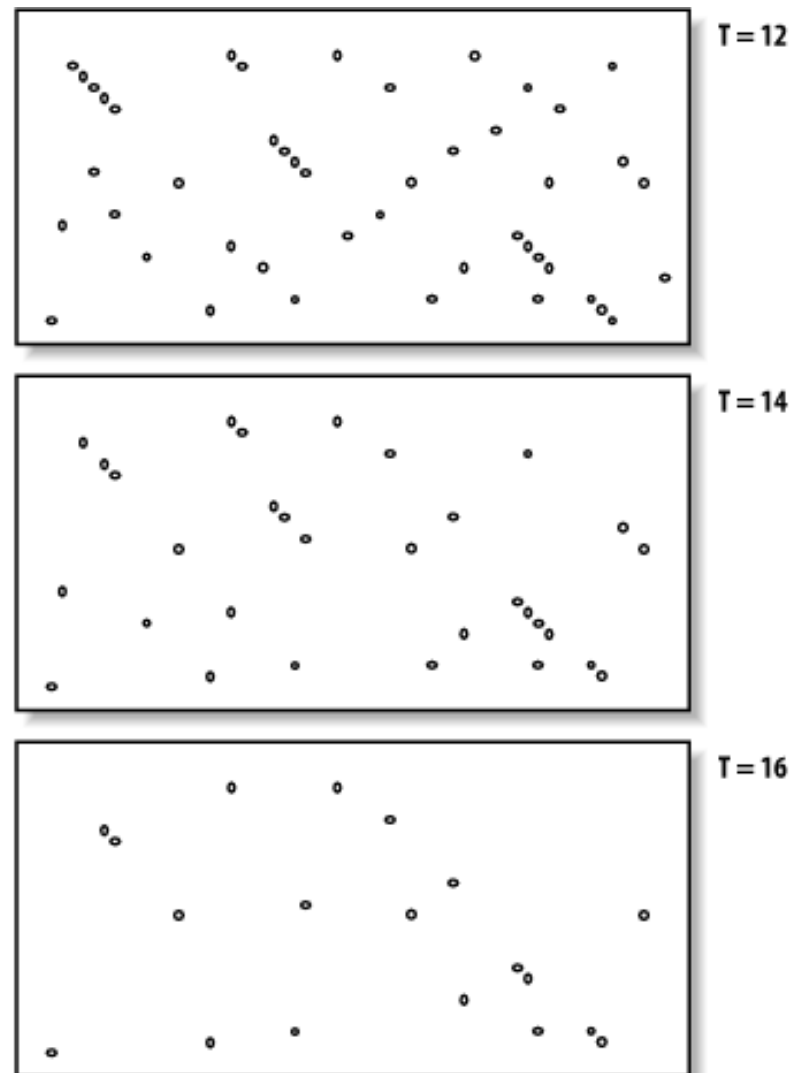 T = 12
T = 14
T = 16